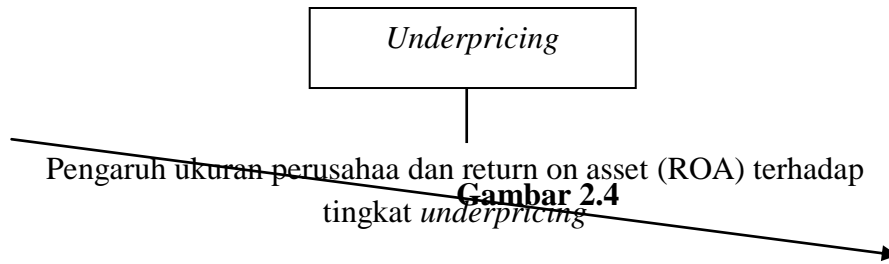 Underpricing
Pengaruh ukuran perusahaa dan return on asset (ROA) terhadap
Gambar 2.4
tingkat underpricing